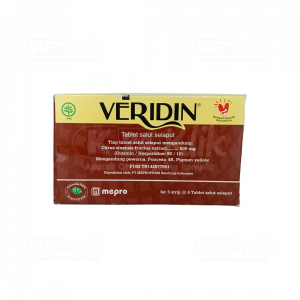 VERIDIN®
Tablet salut selaput
Tiap tablet salut selaput mengandung:
Citrus sinensis fructus extract ........ 500 mg
(Diosmin / Hesperidin: 90 / 10)
Mengandung pewarna: Ponceau 4R, Pigmen yellow
POM TR142577651
Diproduksi oleh: PT MEPROFARM Bandung Indonesia
mepro
Isi: 5 strip @ 6 Tablet salut selaput